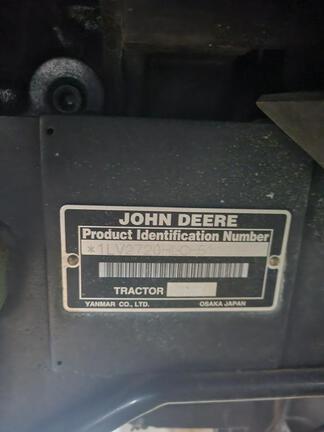 JOHN DEERE
Product Identification Number
TRACTOR
YANMAR CO., LTD. OSAKA JAPAN